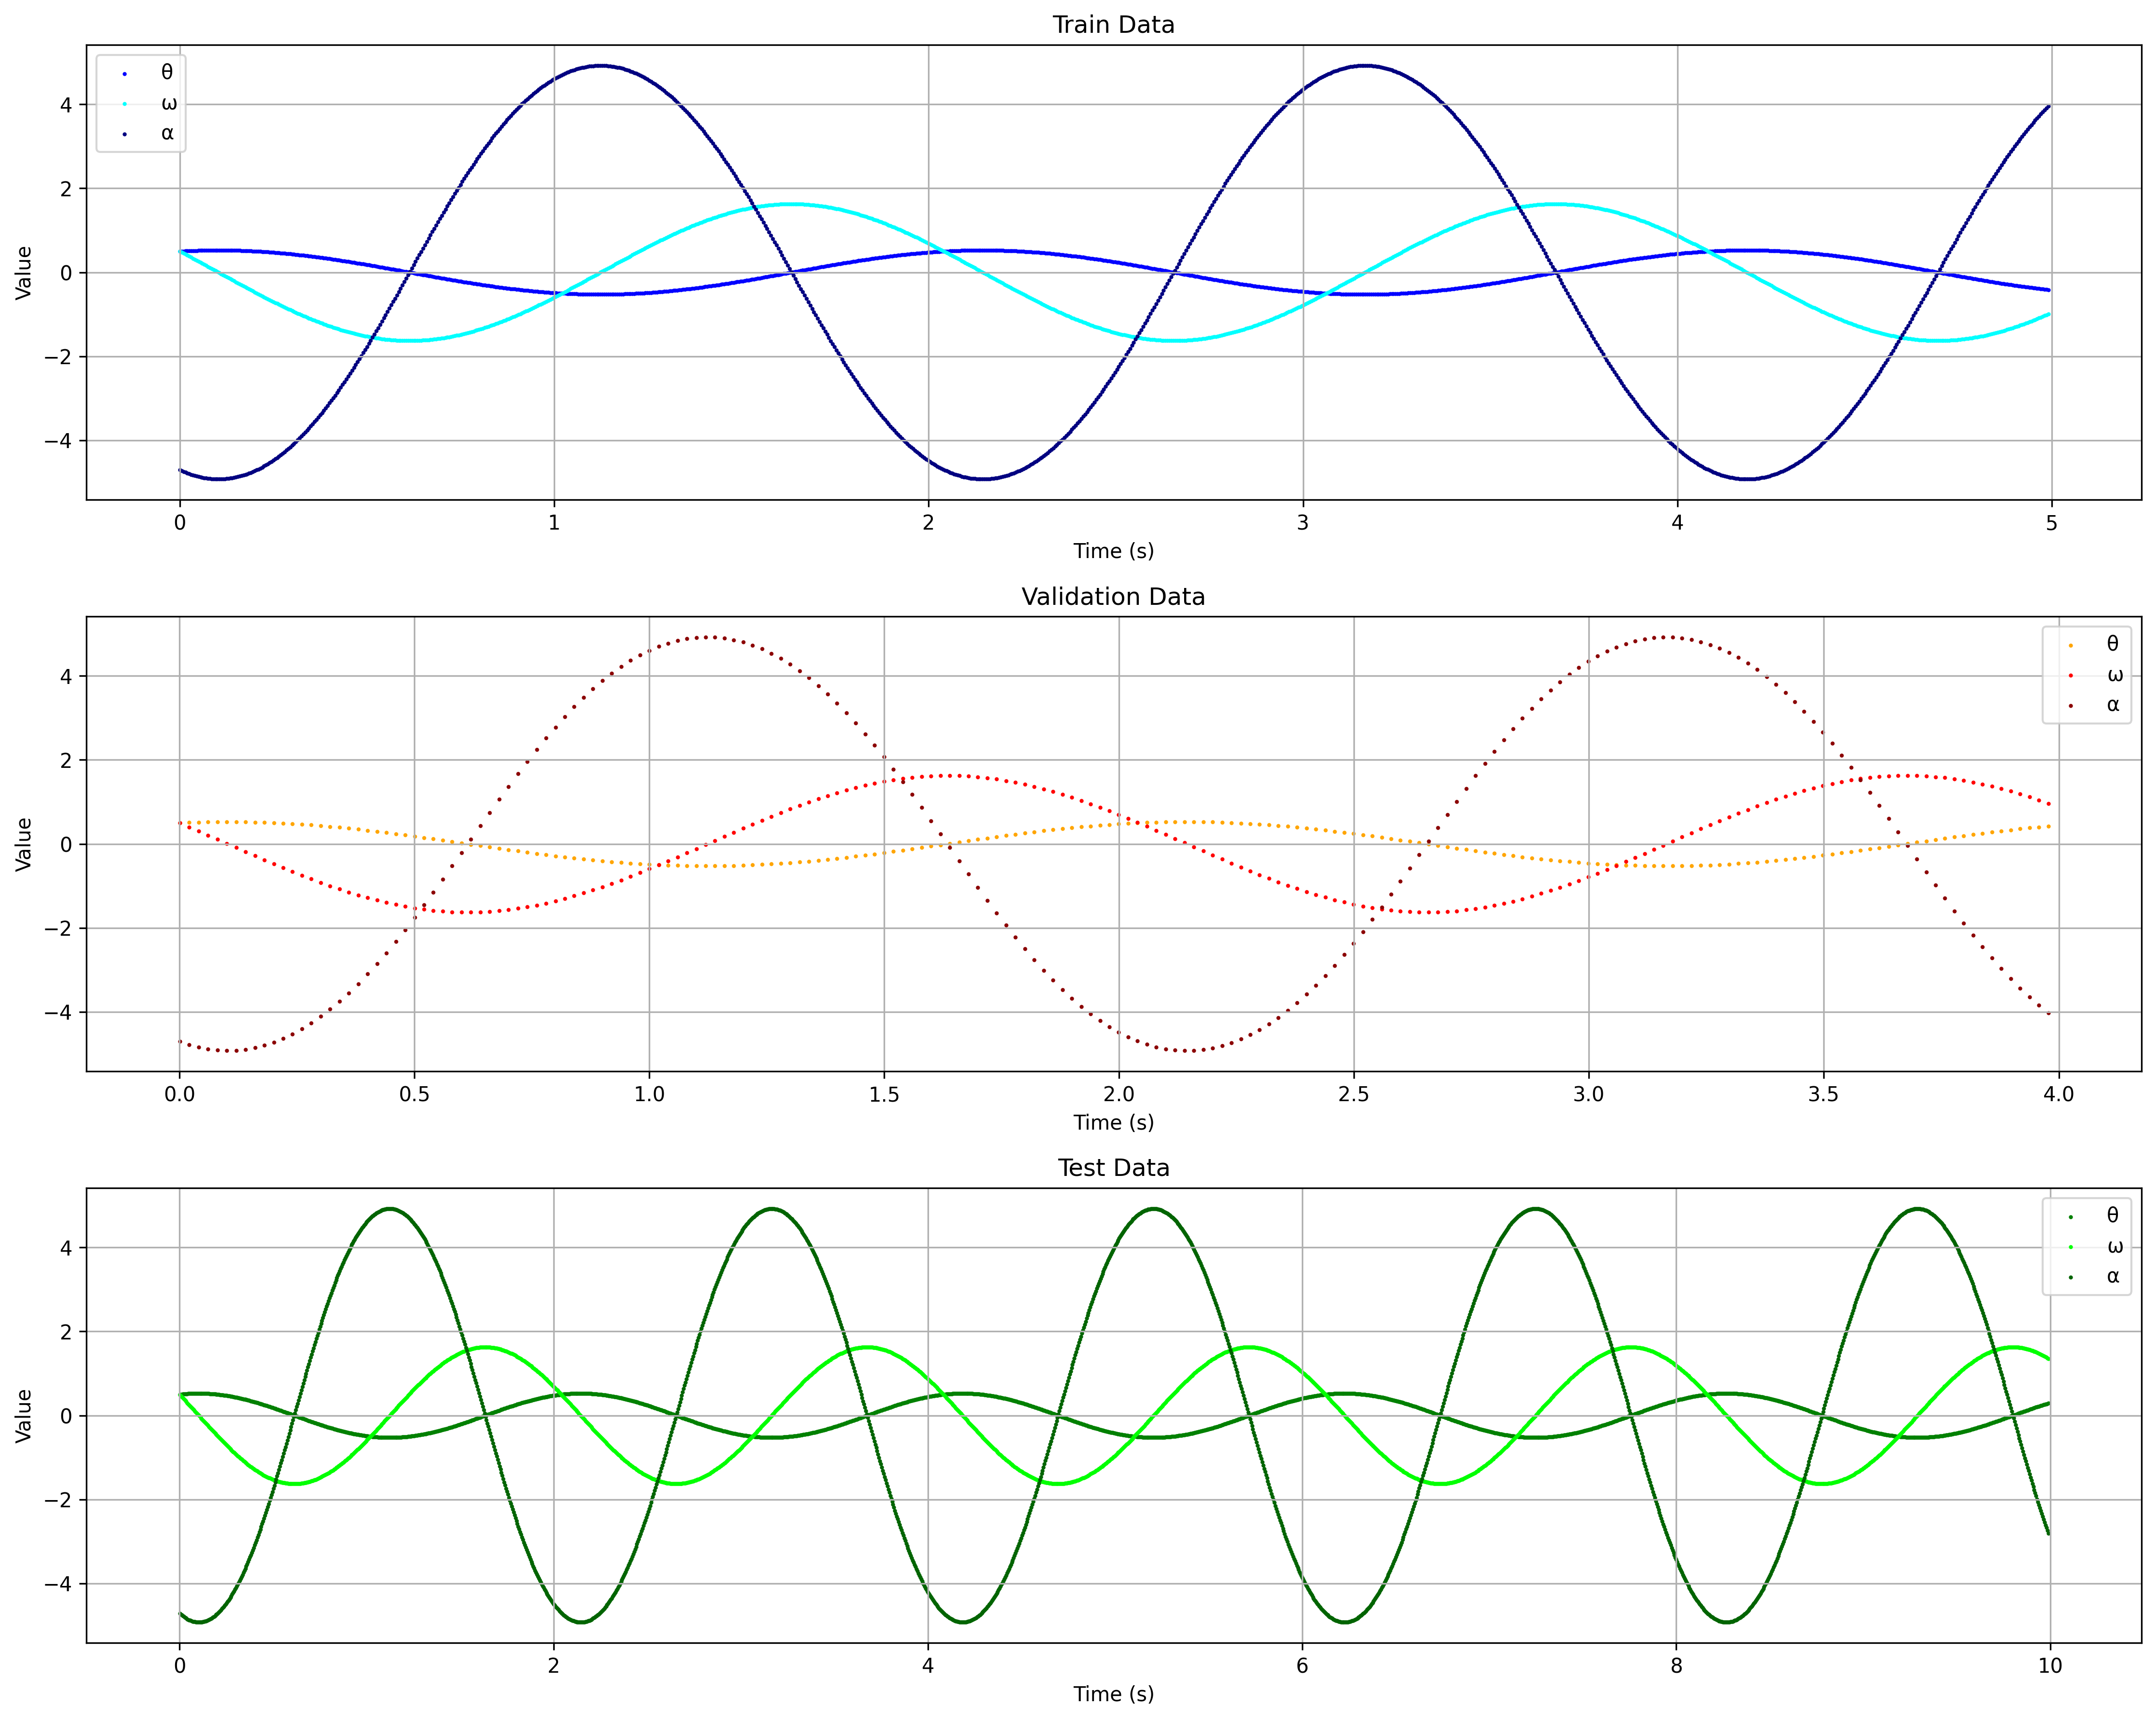 Train Data
θ
ω
α
4
2
0
−2
−4
Value
0 1 2 3 4 5
Time (s)
Validation Data
θ
ω
α
4
2
0
−2
−4
Value
0.0 0.5 1.0 1.5 2.0 2.5 3.0 3.5 4.0
Time (s)
Test Data
θ
ω
α
4
2
0
−2
−4
Value
0 2 4 6 8 10
Time (s)